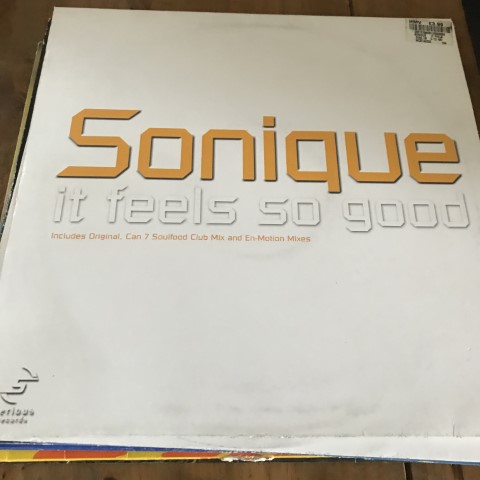 Sonique
it feels so good
Includes Original, Can 7 Soulfood Club Mix and En-Motion Mixes
erious
ecords